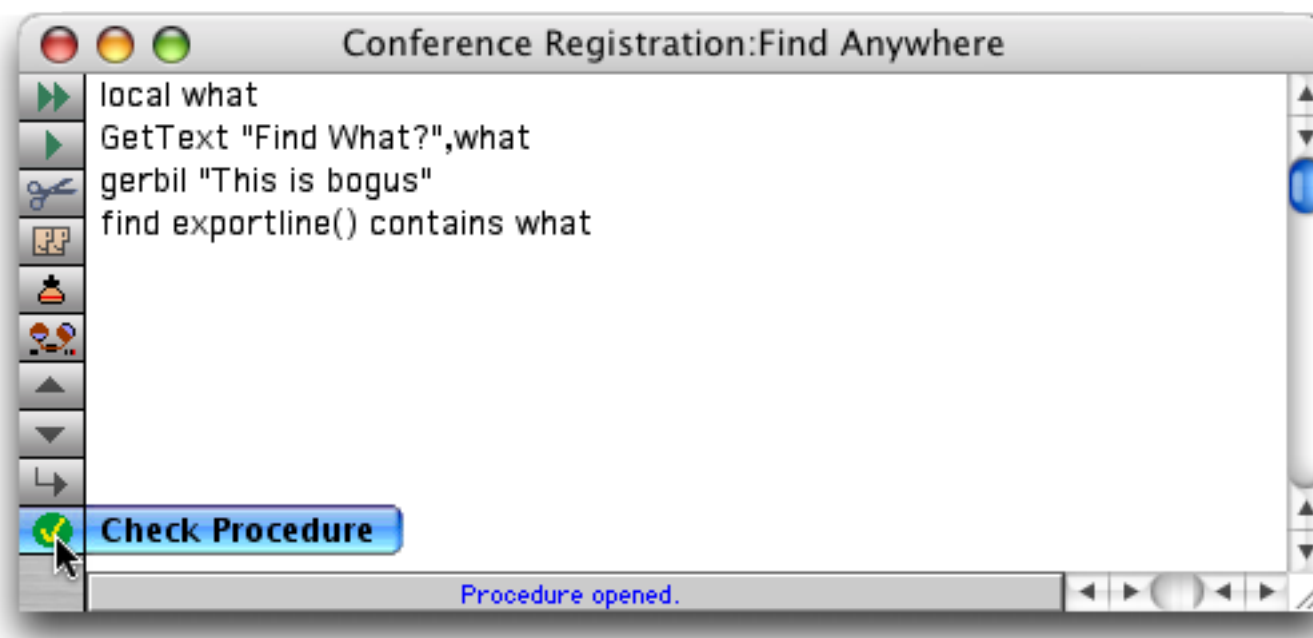 Conference Registration:Find Anywhere
local what
GetText "Find What?",what
gerbil "This is bogus"
find exportline() contains what
Check Procedure
Procedure opened.